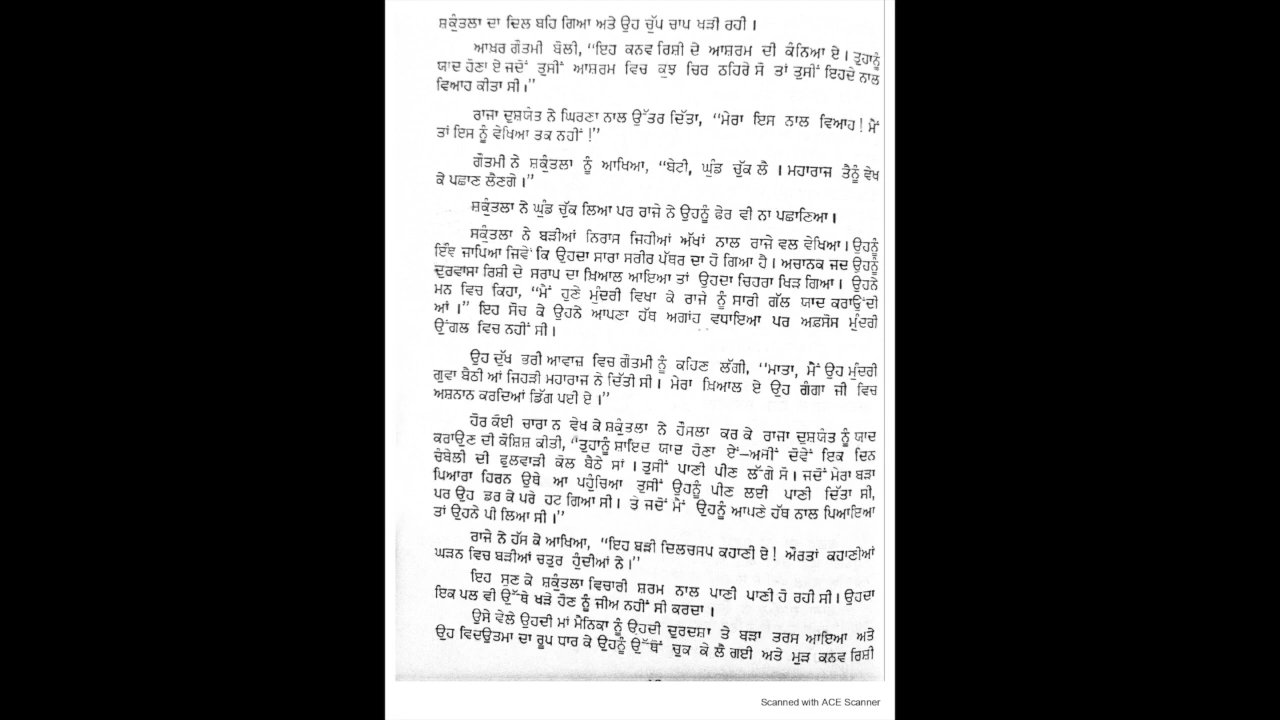 ਸ਼ਕੁੰਤਲਾ ਦਾ ਦਿਲ ਬਹਿ ਗਿਆ ਅਤੇ ਉਹ ਚੁੱਪ ਚਾਪ ਖੜੀ ਰਹੀ ।
ਆਖ਼ਰ ਗੌਤਮੀ ਬੋਲੀ, “ਇਹ ਕਨਵ ਰਿਸ਼ੀ ਦੇ ਆਸ਼ਰਮ ਦੀ ਕੰਨਿਆ ਏ । ਤੁਹਾਨੂੰ
ਯਾਦ ਹੋਣਾ ਏ ਜਦੋਂ ਤੁਸੀਂ ਆਸ਼ਰਮ ਵਿਚ ਕੁਝ ਚਿਰ ਠਹਿਰੇ ਸੋ ਤਾਂ ਤੁਸੀਂ ਇਹਦੇ ਨਾਲ
ਵਿਆਹ ਕੀਤਾ ਸੀ ।”
ਰਾਜਾ ਦੁਸ਼ਯੰਤ ਨੇ ਘਿਰਣਾ ਨਾਲ ਉੱਤਰ ਦਿੱਤਾ, “ਮੇਰਾ ਇਸ ਨਾਲ ਵਿਆਹ ! ਮੈਂ
ਤਾਂ ਇਸ ਨੂੰ ਵੇਖਿਆ ਤਕ ਨਹੀਂ !”
ਗੌਤਮੀ ਨੇ ਸ਼ਕੁੰਤਲਾ ਨੂੰ ਆਖਿਆ, “ਬੇਟੀ, ਘੁੰਡ ਚੁੱਕ ਲੈ । ਮਹਾਰਾਜ ਤੈਨੂੰ ਵੇਖ
ਕੇ ਪਛਾਣ ਲੈਣਗੇ ।”
ਸ਼ਕੁੰਤਲਾ ਨੇ ਘੁੰਡ ਚੁੱਕ ਲਿਆ ਪਰ ਰਾਜੇ ਨੇ ਉਹਨੂੰ ਫੇਰ ਵੀ ਨਾ ਪਛਾਣਿਆ ।
ਸਕੁੰਤਲਾ ਨੇ ਬੜੀਆਂ ਨਿਰਾਸ ਜਿਹੀਆਂ ਅੱਖਾਂ ਨਾਲ ਰਾਜੇ ਵਲ ਵੇਖਿਆ । ਉਹਨੂੰ
ਇੰਞ ਜਾਪਿਆ ਜਿਵੇਂ ਕਿ ਉਹਦਾ ਸਾਰਾ ਸਰੀਰ ਪੱਥਰ ਦਾ ਹੋ ਗਿਆ ਹੈ । ਅਚਾਨਕ ਜਦ ਉਹਨੂੰ
ਦੁਰਵਾਸਾ ਰਿਸ਼ੀ ਦੇ ਸਰਾਪ ਦਾ ਖ਼ਿਆਲ ਆਇਆ ਤਾਂ ਉਹਦਾ ਚਿਹਰਾ ਖਿੜ ਗਿਆ । ਉਹਨੇ
ਮਨ ਵਿਚ ਕਿਹਾ, “ਮੈਂ ਹੁਣੇ ਮੁੰਦਰੀ ਵਿਖਾ ਕੇ ਰਾਜੇ ਨੂੰ ਸਾਰੀ ਗੱਲ ਯਾਦ ਕਰਾਉਂਦੀ
ਆਂ ।” ਇਹ ਸੋਚ ਕੇ ਉਹਨੇ ਆਪਣਾ ਹੱਥ ਅਗਾਂਹ ਵਧਾਇਆ ਪਰ ਅਫ਼ਸੋਸ ਮੁੰਦਰੀ
ਉਂਗਲ ਵਿਚ ਨਹੀਂ ਸੀ ।
ਉਹ ਦੁੱਖ ਭਰੀ ਆਵਾਜ਼ ਵਿਚ ਗੌਤਮੀ ਨੂੰ ਕਹਿਣ ਲੱਗੀ, “ਮਾਤਾ, ਮੈਂ ਉਹ ਮੁੰਦਰੀ
ਗੁਵਾ ਬੈਠੀ ਆਂ ਜਿਹੜੀ ਮਹਾਰਾਜ ਨੇ ਦਿੱਤੀ ਸੀ । ਮੇਰਾ ਖ਼ਿਆਲ ਏ ਉਹ ਗੰਗਾ ਜੀ ਵਿਚ
ਅਸ਼ਨਾਨ ਕਰਦਿਆਂ ਡਿੱਗ ਪਈ ਏ ।”
ਹੋਰ ਕੋਈ ਚਾਰਾ ਨ ਵੇਖ ਕੇ ਸ਼ਕੁੰਤਲਾ ਨੇ ਹੌਸਲਾ ਕਰ ਕੇ ਰਾਜਾ ਦੁਸ਼ਯੰਤ ਨੂੰ ਯਾਦ
ਕਰਾਉਣ ਦੀ ਕੋਸ਼ਿਸ਼ ਕੀਤੀ, “ਤੁਹਾਨੂੰ ਸ਼ਾਇਦ ਯਾਦ ਹੋਣਾ ਏਂ—ਅਸੀਂ ਦੋਵੇਂ ਇਕ ਦਿਨ
ਚੰਬੇਲੀ ਦੀ ਫੁਲਵਾੜੀ ਕੋਲ ਬੈਠੇ ਸਾਂ । ਤੁਸੀਂ ਪਾਣੀ ਪੀਣ ਲੱਗੇ ਸੋ । ਜਦੋਂ ਮੇਰਾ ਬੜਾ
ਪਿਆਰਾ ਹਿਰਨ ਉਥੇ ਆ ਪਹੁੰਚਿਆ ਤੁਸੀਂ ਉਹਨੂੰ ਪੀਣ ਲਈ ਪਾਣੀ ਦਿੱਤਾ ਸੀ,
ਪਰ ਉਹ ਡਰ ਕੇ ਪਰੇ ਹਟ ਗਿਆ ਸੀ । ਤੇ ਜਦੋਂ ਮੈਂ ਉਹਨੂੰ ਆਪਣੇ ਹੱਥ ਨਾਲ ਪਿਆਇਆ
ਤਾਂ ਉਹਨੇ ਪੀ ਲਿਆ ਸੀ ।”
ਰਾਜੇ ਨੇ ਹੱਸ ਕੇ ਆਖਿਆ, “ਇਹ ਬੜੀ ਦਿਲਚਸਪ ਕਹਾਣੀ ਏ ! ਔਰਤਾਂ ਕਹਾਣੀਆਂ
ਘੜਨ ਵਿਚ ਬੜੀਆਂ ਚਤੁਰ ਹੁੰਦੀਆਂ ਨੇ ।”
ਇਹ ਸੁਣ ਕੇ ਸ਼ਕੁੰਤਲਾ ਵਿਚਾਰੀ ਸ਼ਰਮ ਨਾਲ ਪਾਣੀ ਪਾਣੀ ਹੋ ਰਹੀ ਸੀ । ਉਹਦਾ
ਇਕ ਪਲ ਵੀ ਉੱਥੇ ਖੜੇ ਹੋਣ ਨੂੰ ਜੀਅ ਨਹੀਂ ਸੀ ਕਰਦਾ ।
ਉਸੇ ਵੇਲੇ ਉਹਦੀ ਮਾਂ ਮੈਨਿਕਾ ਨੂੰ ਉਹਦੀ ਦੁਰਦਸ਼ਾ ਤੇ ਬੜਾ ਤਰਸ ਆਇਆ ਅਤੇ
ਉਹ ਵਿਦਉਤਮਾ ਦਾ ਰੂਪ ਧਾਰ ਕੇ ਉਹਨੂੰ ਉੱਥੋਂ ਚੁਕ ਕੇ ਲੈ ਗਈ ਅਤੇ ਮੁੜ ਕਨਵ ਰਿਸ਼ੀ
Scanned with ACE Scanner